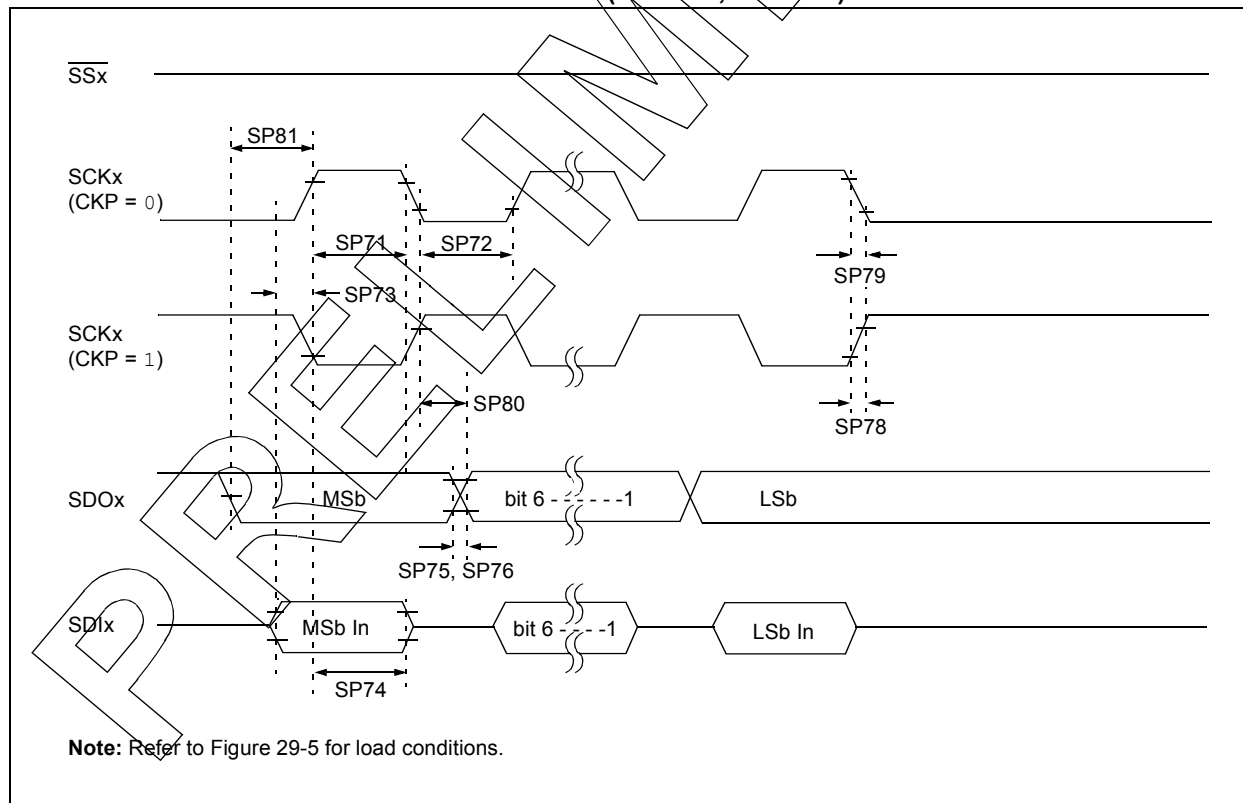 SSx
SP81
SCKx
(CKP = 0)
SP71
SP72
SP79
SP73
SCKx
(CKP = 1)
SP80
SP78
SDOx
MSb
bit 6 - - - - - -1
LSb
SP75, SP76
SDIx
MSb In
bit 6 - - - - -1
LSb In
SP74
Note: Refer to Figure 29-5 for load conditions.